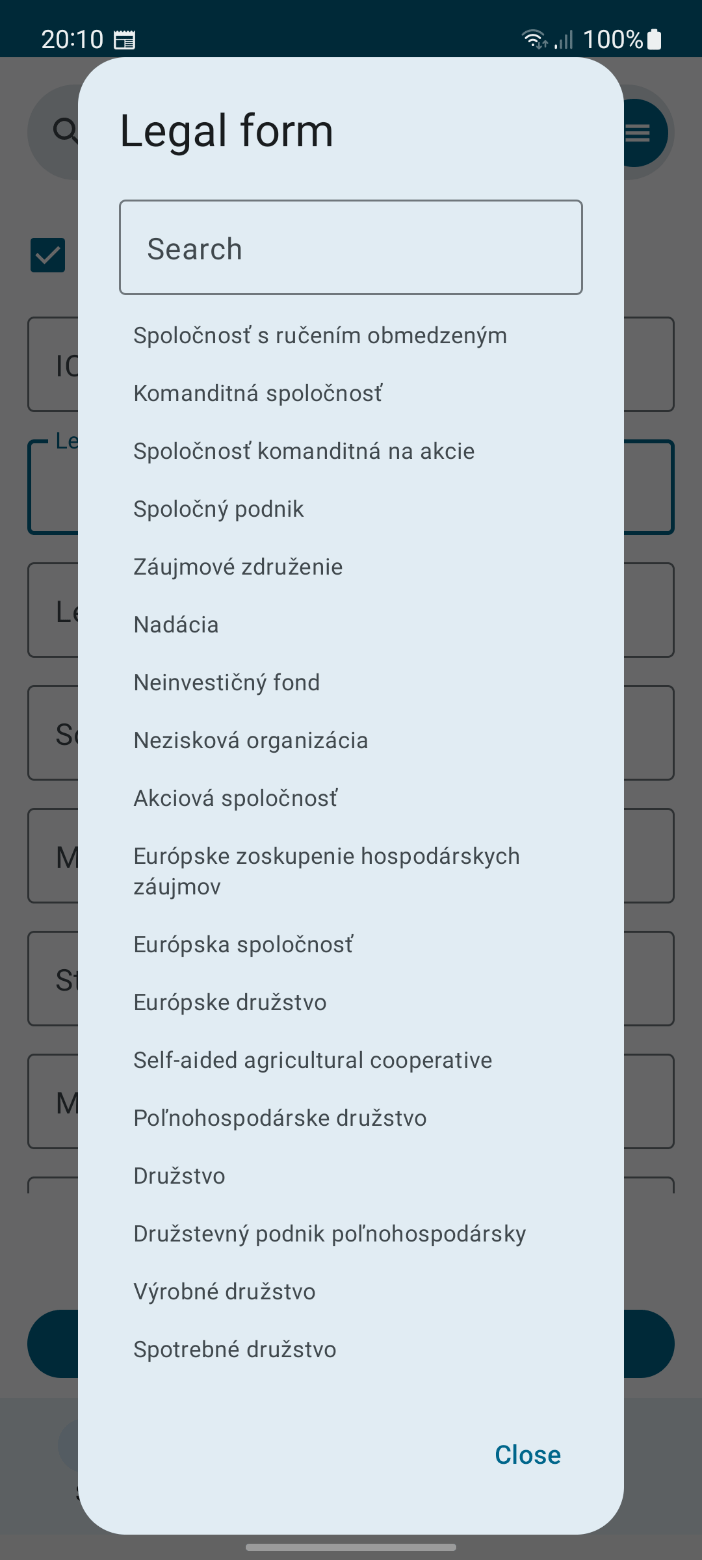 20:10
100%
Legal form
Search
Spoločnosť s ručením obmedzeným
Komanditná spoločnosť
Spoločnosť komanditná na akcie
Spoločný podnik
Záujmové združenie
Nadácia
Neinvestičný fond
Nezisková organizácia
Akciová spoločnosť
Európske zoskupenie hospodárskych
záujmov
Európska spoločnosť
Európske družstvo
Self-aided agricultural cooperative
Poľnohospodárske družstvo
Družstvo
Družstevný podnik poľnohospodársky
Výrobné družstvo
Spotrebné družstvo
Close